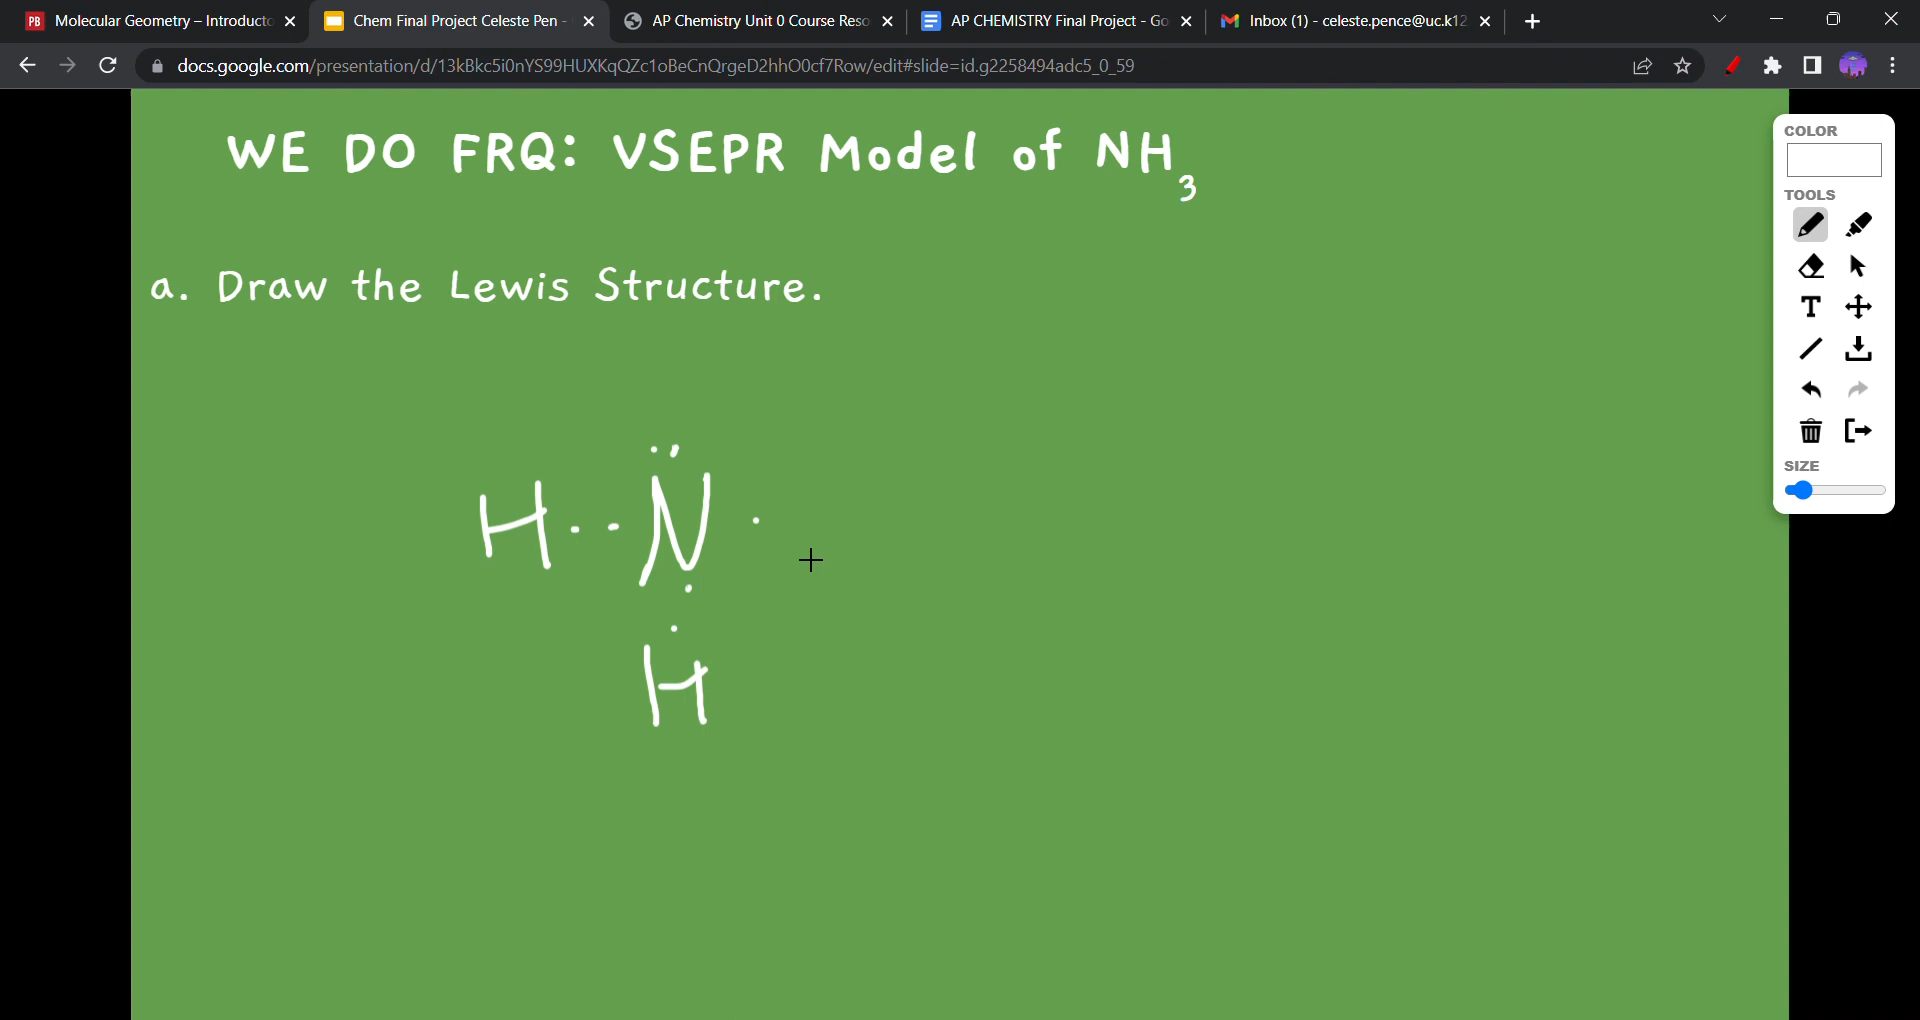 Molecular Geometry – Introducto
Chem Final Project Celeste Pen -
AP Chemistry Unit 0 Course Reso
AP CHEMISTRY Final Project - Go
Inbox (1) - celeste.pence@uc.k12
docs.google.com/presentation/d/13kBkc5i0nYS99HUXKqQZc1oBeCnQrgeD2hhO0cf7Row/edit#slide=id.g2258494adc5_0_59
WE DO FRQ: VSEPR Model of NH3
a. Draw the Lewis Structure.
H·-N̈ ·
H
COLOR
TOOLS
T
SIZE
PB